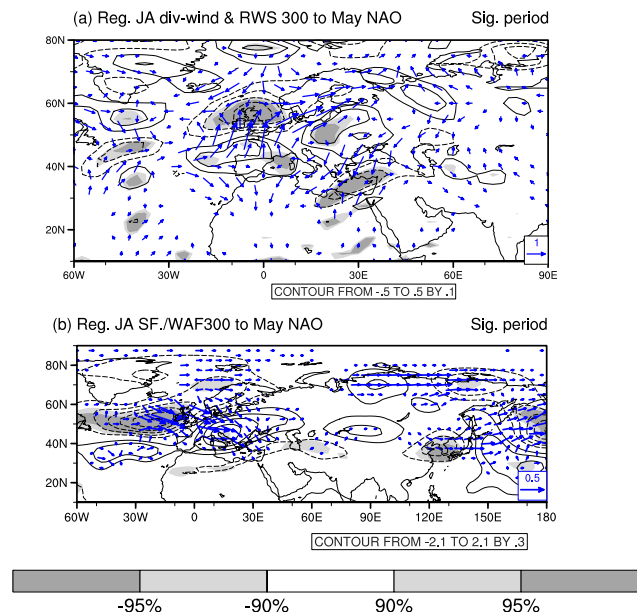 (a) Reg. JA div-wind & RWS 300 to May NAO Sig. period
80N
60N
40N
20N
1
60W 30W 0 30E 60E 90E
CONTOUR FROM -.5 TO .5 BY .1
(b) Reg. JA SF./WAF300 to May NAO Sig. period
80N
60N
40N
20N
0.5
60W 30W 0 30E 60E 90E 120E 150E 180
CONTOUR FROM -2.1 TO 2.1 BY .3
-95% -90% 90% 95%